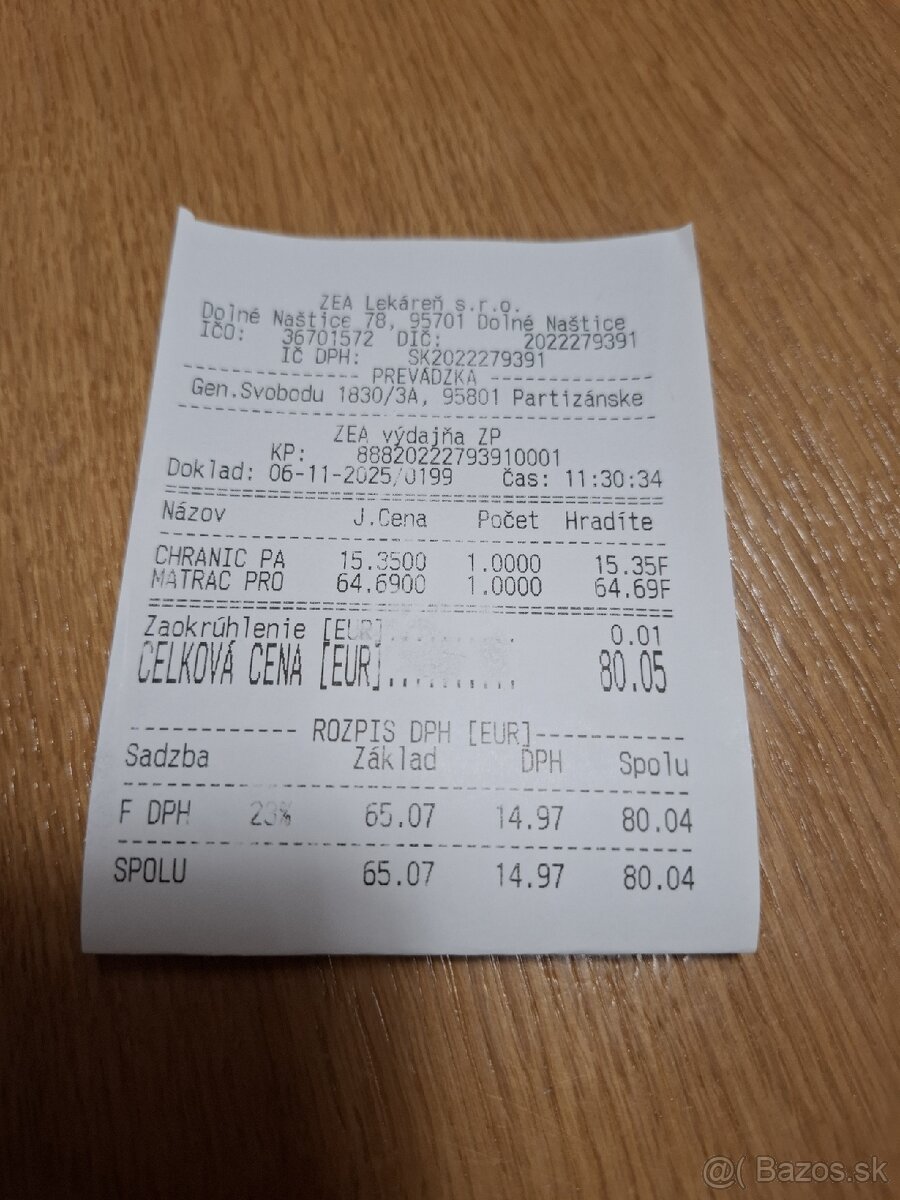 ZEA Lekáreň s.r.o.
Dolné Naštice 78, 95701 Dolné Naštice
IČO: 36701572 DIČ: 2022279391
IČ DPH: SK2022279391
------------- PREVÁDZKA -------------
Gen.Svobodu 1830/3A, 95801 Partizánske
ZEA výdajňa ZP
KP: 88820222793910001
Doklad: 06-11-2025/0199 Čas: 11:30:34
Názov J.Cena Počet Hradíte
CHRANIC PA 15.3500 1.0000 15.35F
MATRAC PRO 64.6900 1.0000 64.69F
Zaokrúhlenie [EUR]........... 0.01
CELKOVÁ CENA [EUR].......... 80.05
------------ ROZPIS DPH [EUR]------------
Sadzba Základ DPH Spolu
F DPH 23% 65.07 14.97 80.04
SPOLU 65.07 14.97 80.04
@( Bazos.sk